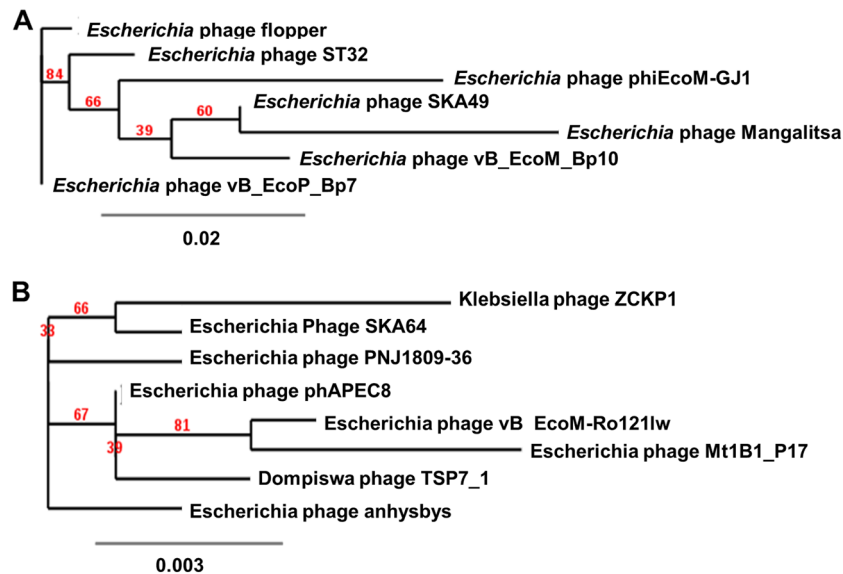 A
Escherichia phage flopper
Escherichia phage ST32
84
Escherichia phage phiEcoM-GJ1
66
Escherichia phage SKA49
60
39
Escherichia phage Mangalitsa
Escherichia phage vB_EcoM_Bp10
Escherichia phage vB_EcoP_Bp7
0.02
B
Klebsiella phage ZCKP1
66
Escherichia Phage SKA64
33
Escherichia phage PNJ1809-36
Escherichia phage phAPEC8
67
Escherichia phage vB EcoM-Ro121lw
81
39
Escherichia phage Mt1B1_P17
Dompiswa phage TSP7_1
Escherichia phage anhysbys
0.003